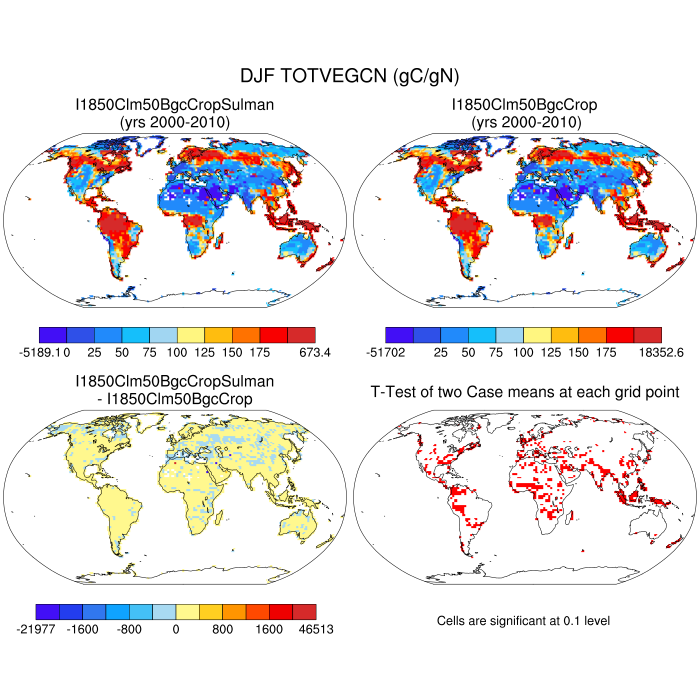 DJF TOTVEGCN (gC/gN)
I1850Clm50BgcCropSulman
(yrs 2000-2010)
I1850Clm50BgcCrop
(yrs 2000-2010)
-5189.1 0 25 50 75 100 125 150 175 673.4
-51702 25 50 75 100 125 150 175 18352.6
I1850Clm50BgcCropSulman
- I1850Clm50BgcCrop
T-Test of two Case means at each grid point
-21977 -1600 -800 0 800 1600 46513
Cells are significant at 0.1 level